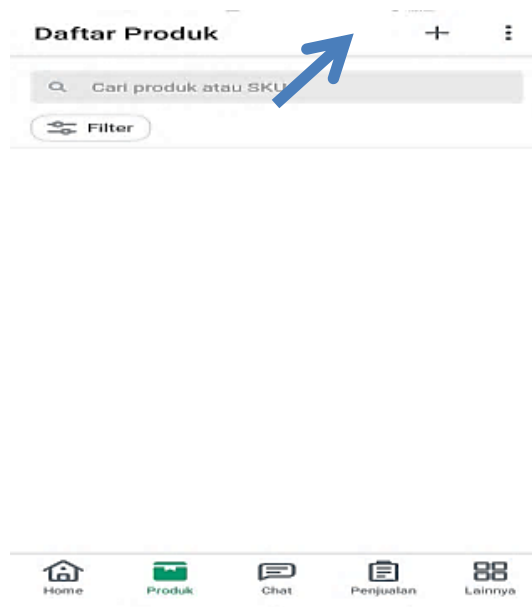 Daftar Produk
Cari produk atau SKU
Filter
Home
Produk
Chat
Penjualan
Lainnya